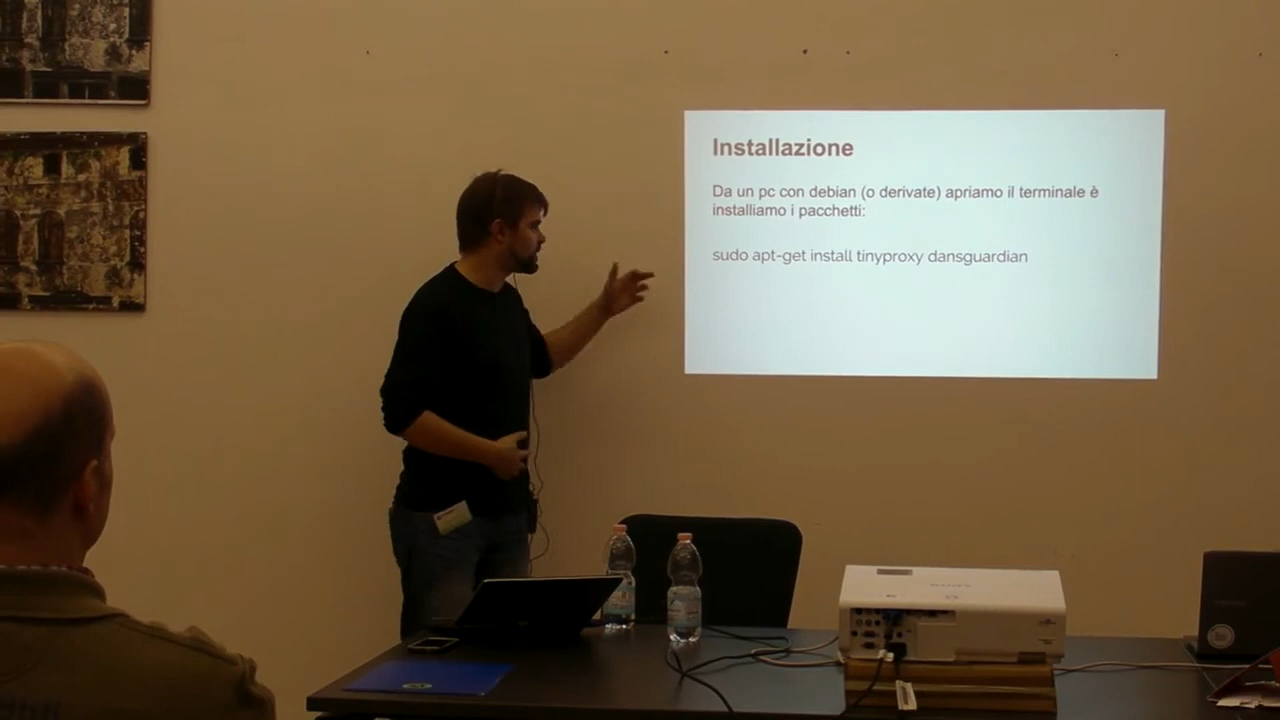 Installazione
Da un pc con debian (o derivate) apriamo il terminale è
installiamo i pacchetti:
sudo apt-get install tinyproxy dansguardian